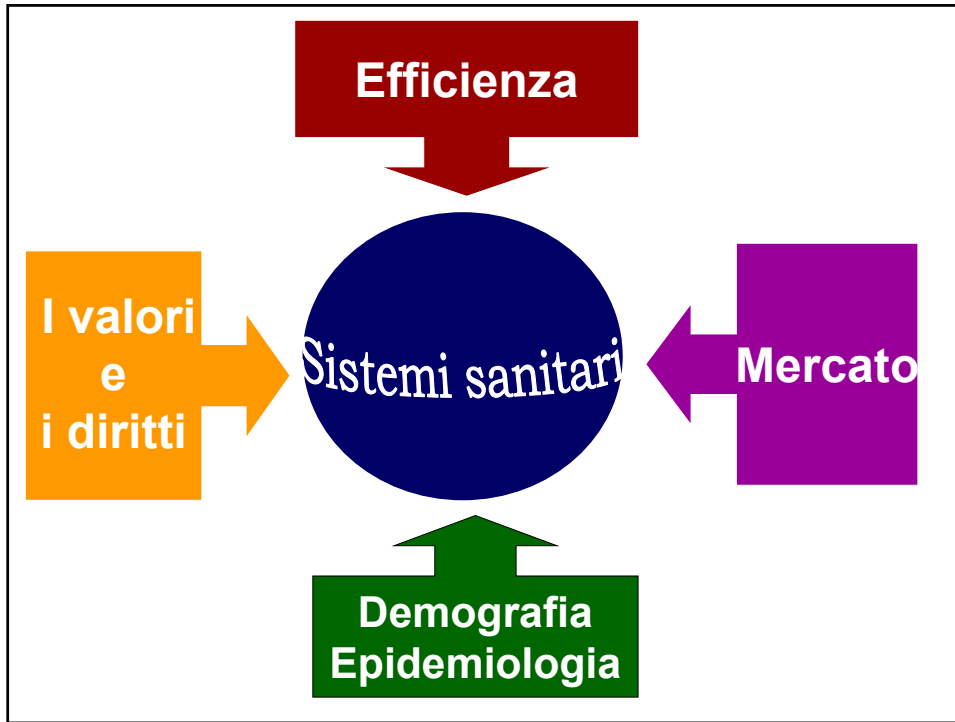 Efficienza
I valori
e
i diritti
Sistemi sanitari
Mercato
Demografia
Epidemiologia